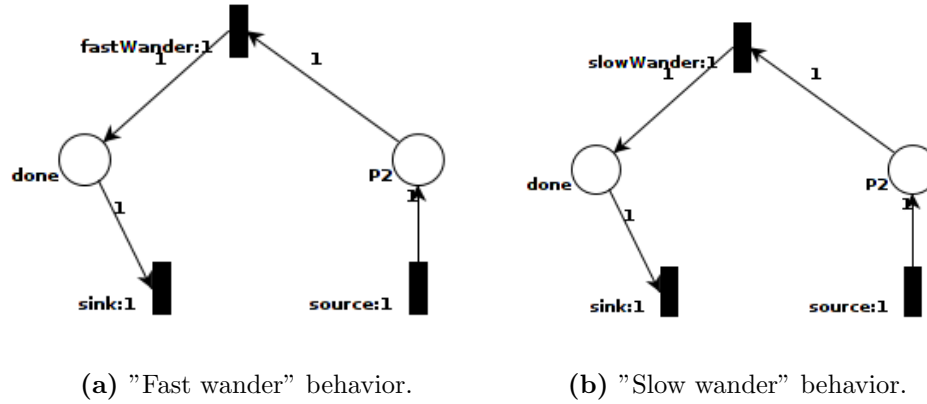 fastWander:1
1
1
done
P2
1
1
sink:1
source:1
(a) "Fast wander" behavior.
slowWander:1
1
1
done
P2
1
1
sink:1
source:1
(b) "Slow wander" behavior.